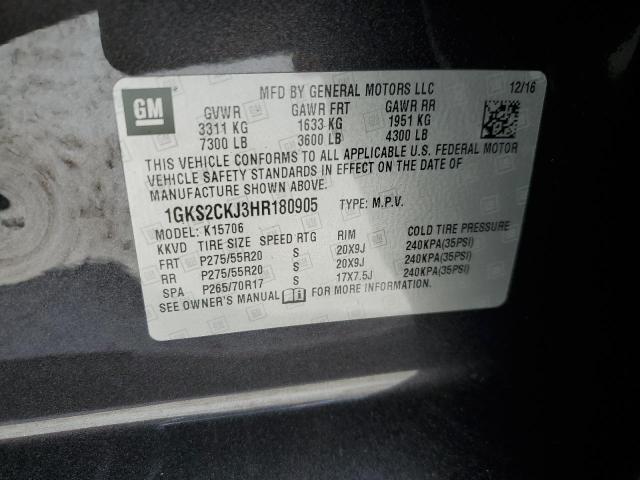 MFD BY GENERAL MOTORS LLC 12/16
GM
GVWR GAWR FRT GAWR RR
3311 KG 1633 KG 1951 KG
7300 LB 3600 LB 4300 LB
THIS VEHICLE CONFORMS TO ALL APPLICABLE U.S. FEDERAL MOTOR
VEHICLE SAFETY STANDARDS IN EFFECT ON THE DATE OF
MANUFACTURE SHOWN ABOVE.
1GKS2CKJ3HR180905 TYPE: M.P.V.
MODEL: K15706
KKVD TIRE SIZE SPEED RTG RIM COLD TIRE PRESSURE
FRT P275/55R20 S 20X9J 240KPA(35PSI)
RR P275/55R20 S 20X9J 240KPA(35PSI)
SPA P265/70R17 S 17X7.5J 240KPA(35PSI)
SEE OWNER'S MANUAL FOR MORE INFORMATION.